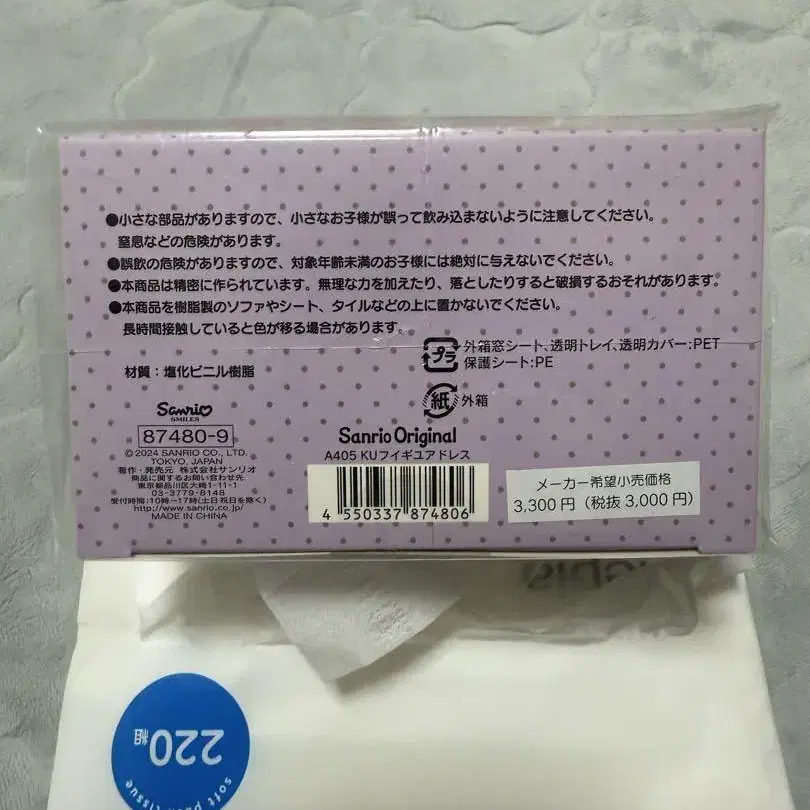 ●小さな部品がありますので、小さなお子様が誤って飲み込まないように注意してください。
窒息などの危険があります。
●誤飲の危険がありますので、対象年齢未満のお子様には絶対に与えないでください。
●本商品は精密に作られています。無理な力を加えたり、落としたりすると破損するおそれがあります。
●本商品を樹脂製のソファやシート、タイルなどの上に置かないでください。
長時間接触していると色が移る場合があります。
プラ 外箱窓シート、透明トレイ、透明カバー:PET
保護シート:PE
材質：塩化ビニル樹脂
紙 外箱
Sanrio
SMILES
87480-9
©2024 SANRIO CO., LTD.
TOKYO, JAPAN
著作・発売元 株式会社サンリオ
商品に関するお問い合わせ先
東京都品川区大崎1-11-1
03-3779-8148
受付時間:10時〜17時(土日祝日を除く)
http://www.sanrio.co.jp/
MADE IN CHINA
Sanrio Original
A405 KUフイギユアドレス
4 550337 874806
メーカー希望小売価格
3,300円（税抜3,000円）
220組
soft pack tissue